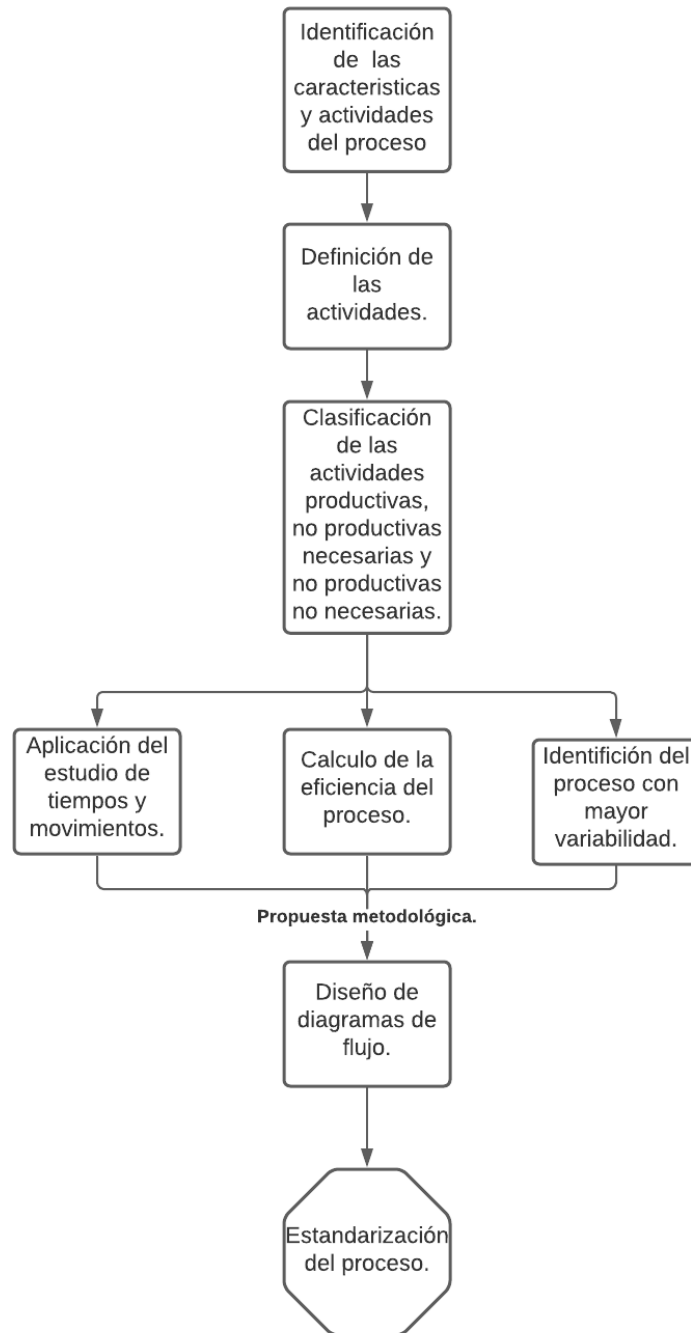 Identificación
de las
caracteristicas
y actividades
del proceso
Definición de
las
actividades.
Clasificación
de las
actividades
productivas,
no productivas
necesarias y
no productivas
no necesarias.
Aplicación del
estudio de
tiempos y
movimientos.
Calculo de la
eficiencia del
proceso.
Identifición del
proceso con
mayor
variabilidad.
Propuesta metodológica.
Diseño de
diagramas de
flujo.
Estandarización
del proceso.